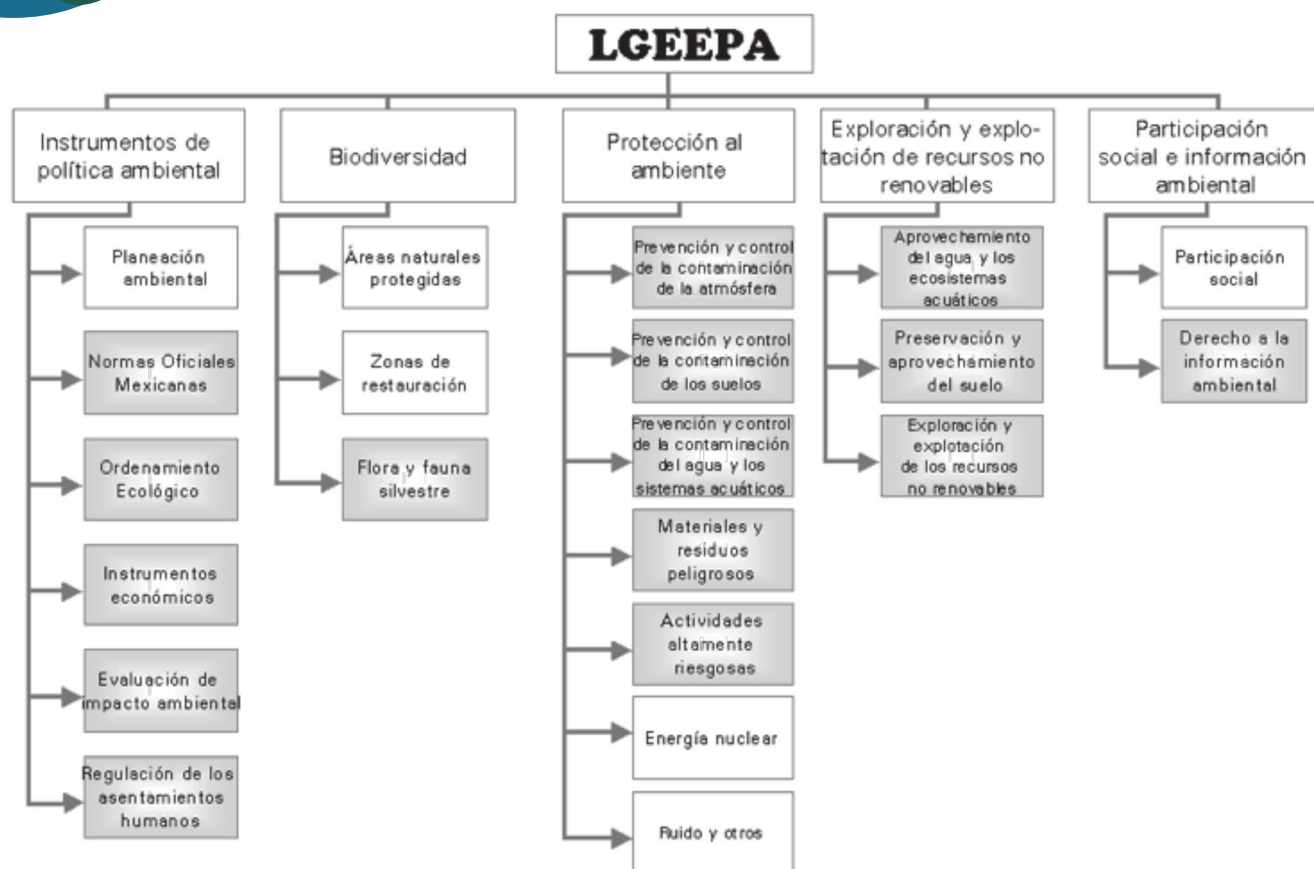 LGEEPA
Instrumentos de
política ambiental
Planeación
ambiental
Normas Oficiales
Mexicanas
Ordenamiento
Ecológico
Instrumentos
económicos
Evaluación de
impacto ambiental
Regulación de los
asentamientos
humanos
Biodiversidad
Áreas naturales
protegidas
Zonas de
restauración
Flora y fauna
silvestre
Protección al
ambiente
Prevención y control
de la contaminación
de la atmósfera
Prevención y control
de la contaminación
de los suelos
Prevención y control
de la contaminación
del agua y los
sistemas acuáticos
Materiales y
residuos
peligrosos
Actividades
altamente
riesgosas
Energía nuclear
Ruido y otros
Exploración y explo-
tación de recursos no
renovables
Aprovechamiento
del agua y los
ecosistemas
acuáticos
Preservación y
aprovechamiento
del suelo
Exploración y
explotación
de los recursos
no renovables
Participación
social e información
ambiental
Participación
social
Derecho a la
información
ambiental